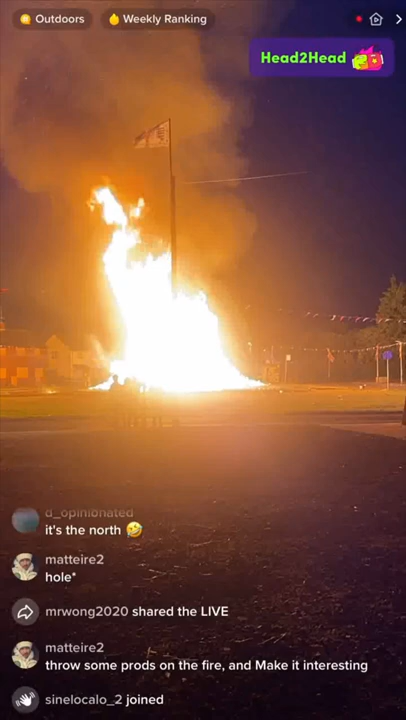 Outdoors
Weekly Ranking
Head2Head
d_opinibnated
it's the north 🤣
matteire2
hole*
mrwong2020 shared the LIVE
matteire2
throw some prods on the fire, and Make it interesting
sinelocalo_2 joined